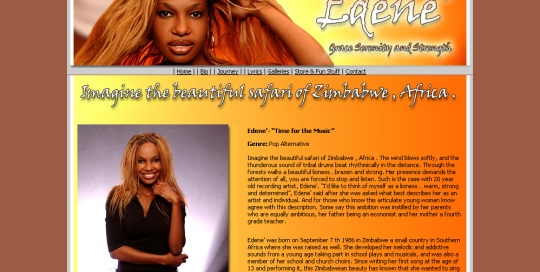 Edene'
Grace Serenity and Strength
| Home | | Bio | | Journey | | Lyrics | Galleries | Store & Fun Stuff | Contact
Imagine the beautiful safari of Zimbabwe , Africa .
Edene'- "Time for the Music"
Genre: Pop Alternative
Imagine the beautiful safari of Zimbabwe , Africa . The wind blows softly, and the
thunderous sound of tribal drums beat rhythmically in the distance. Through the
forests walks a beautiful lioness...brazen and strong. Her presence demands the
attention of all, you are forced to stop and listen. Such is the case with 20 year
old recording artist, Edene'. "I'd like to think of myself as a lioness... warm, strong
and determined", Edene' said after she was asked what best describes her as an
artist and individual. And for those who know this articulate young woman know
agree with this description. Some say this ambition was instilled by her parents
who are equally ambitious, her father being an economist and her mother a fourth
grade teacher.
Edene' was born on September 7 th 1986 in Zimbabwe a small country in Southern
Africa where she was raised as well. She developed her melodic and addictive
sounds from a young age taking part in school plays and musicals, and was also a
member of her school and church choirs. Since writing her first song at the age of
13 and performing it, this Zimbabwean beauty has known that she wanted to sing